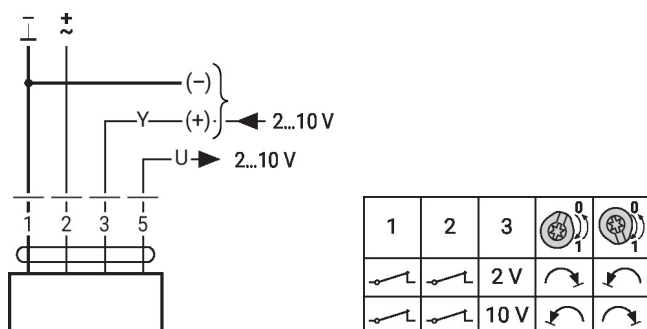 − +
⊥ ~
(−)
Y (+) 2...10 V
U 2...10 V
1 2 3 5
1 2 3 0 1 0 1
2 V
10 V